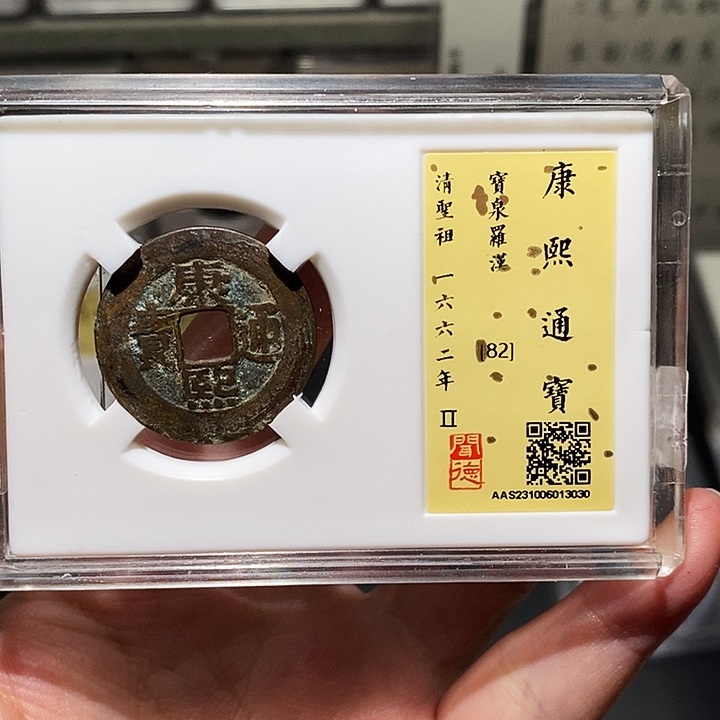 康熙通寶
寶泉羅漢
[82]
清聖祖 一六六二年 II
聞德
AAS231006013030
康熙通寶